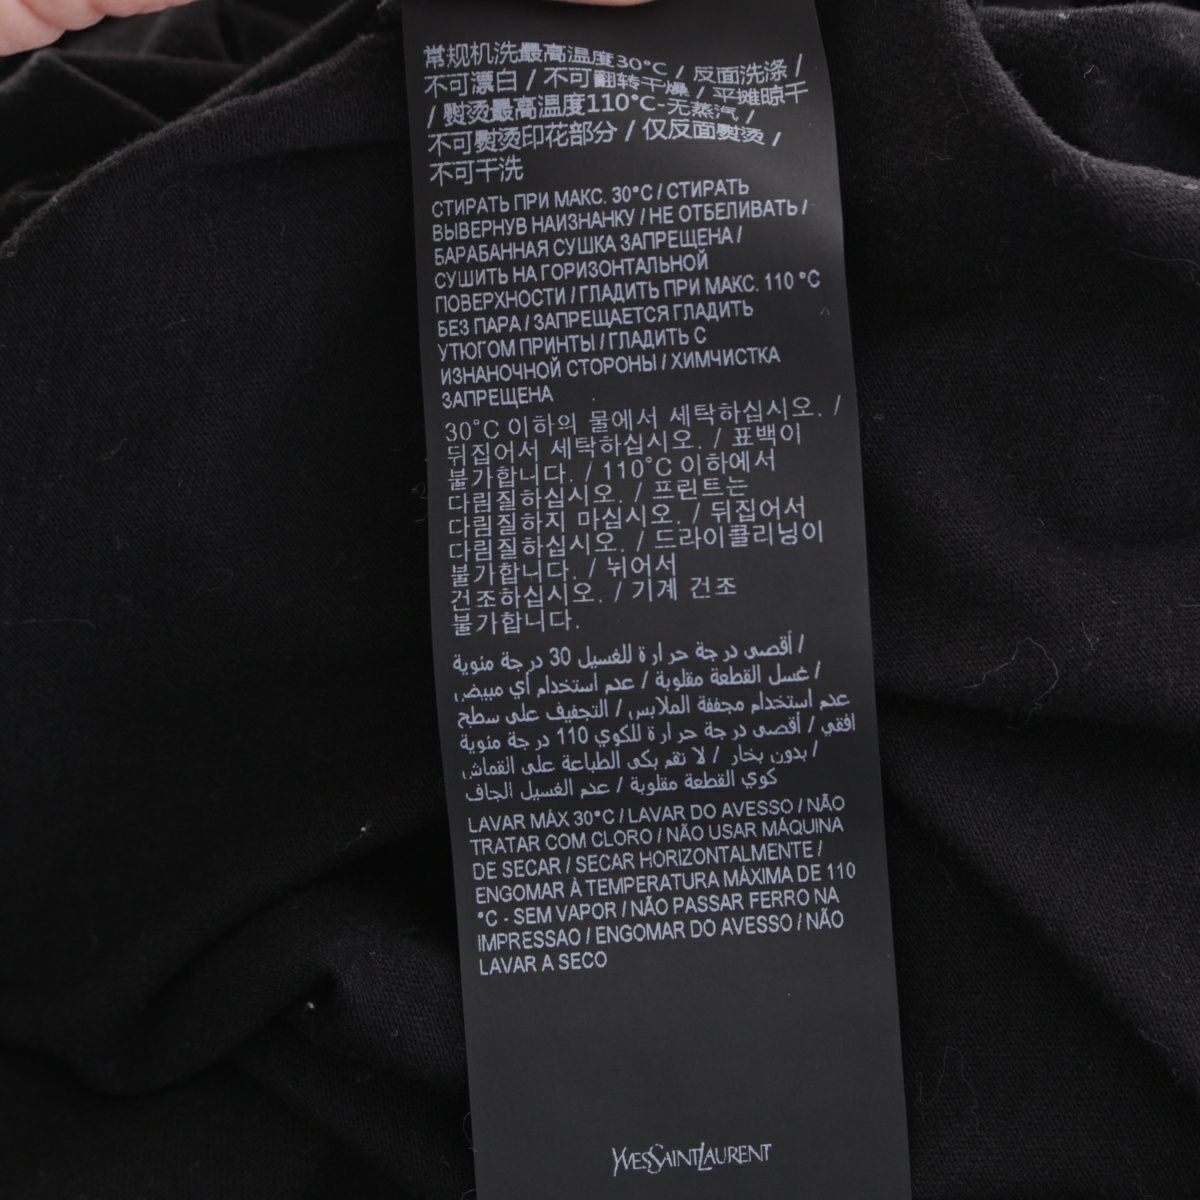 常规机洗最高温度30°C / 反面洗涤 /
不可漂白 / 不可翻转干燥 / 平摊晾干
/ 熨烫最高温度110°C-无蒸汽 /
不可熨烫印花部分 / 仅反面熨烫 /
不可干洗
СТИРАТЬ ПРИ МАКС. 30°C / СТИРАТЬ
ВЫВЕРНУВ НАИЗНАНКУ / НЕ ОТБЕЛИВАТЬ /
БАРАБАННАЯ СУШКА ЗАПРЕЩЕНА /
СУШИТЬ НА ГОРИЗОНТАЛЬНОЙ
ПОВЕРХНОСТИ / ГЛАДИТЬ ПРИ МАКС. 110 °C
БЕЗ ПАРА / ЗАПРЕЩАЕТСЯ ГЛАДИТЬ
УТЮГОМ ПРИНТЫ / ГЛАДИТЬ С
ИЗНАНОЧНОЙ СТОРОНЫ / ХИМЧИСТКА
ЗАПРЕЩЕНА
30°C 이하의 물에서 세탁하십시오. /
뒤집어서 세탁하십시오. / 표백이
불가합니다. / 110°C 이하에서
다림질하십시오. / 프린트는
다림질하지 마십시오. / 뒤집어서
다림질하십시오. / 드라이클리닝이
불가합니다. / 뉘어서
건조하십시오. / 기계 건조
불가합니다.
أقصى درجة حرارة للغسيل 30 درجة مئوية /
غسل القطعة مقلوبة / عدم استخدام أي مبيض /
عدم استخدام مجففة الملابس / التجفيف على سطح
افقي / أقصى درجة حرارة للكوي 110 درجة مئوية
بدون بخار / لا تقم بكى الطباعة على القماش /
كوي القطعة مقلوبة / عدم الغسيل الجاف
LAVAR MÁX 30°C / LAVAR DO AVESSO / NÃO
TRATAR COM CLORO / NÃO USAR MÁQUINA
DE SECAR / SECAR HORIZONTALMENTE /
ENGOMAR À TEMPERATURA MÁXIMA DE 110
°C - SEM VAPOR / NÃO PASSAR FERRO NA
IMPRESSAO / ENGOMAR DO AVESSO / NÃO
LAVAR A SECO
YVESSAINTLAURENT